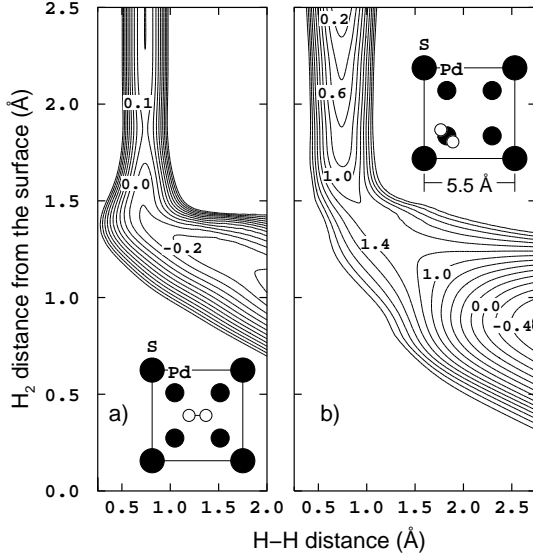 2.5
2.0
1.5
1.0
0.5
0.0
H2 distance from the surface (Å)
0.1
0.0
-0.2
S
Pd
a)
0.5 1.0 1.5 2.0
0.2
0.6
1.0
1.4
1.0
0.0
-0.4
S
Pd
5.5 Å
b)
0.5 1.0 1.5 2.0 2.5
H-H distance (Å)